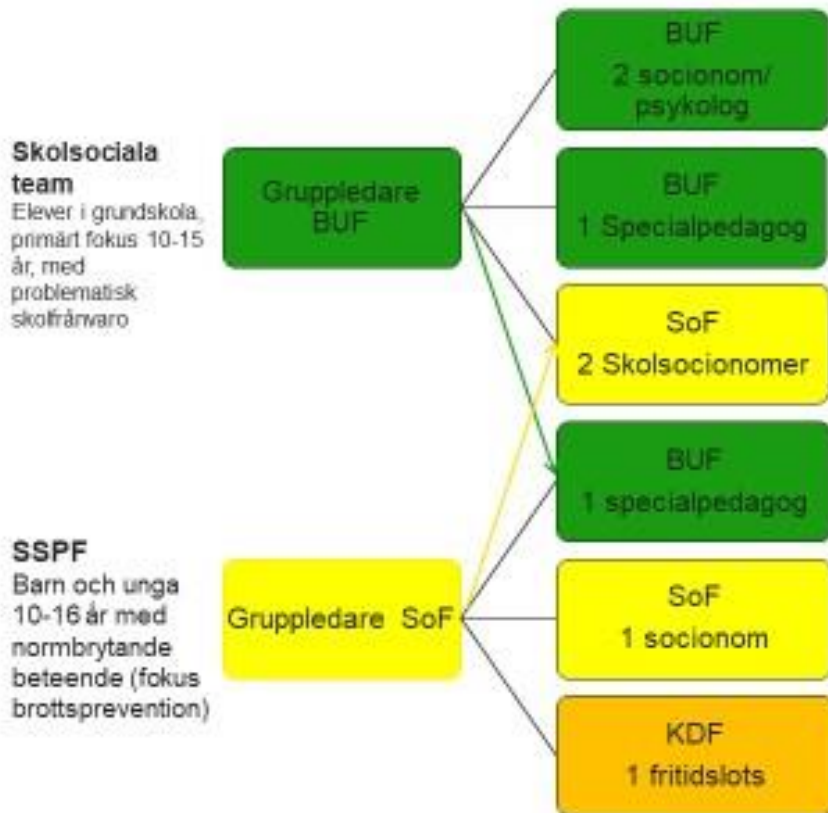 Skolsociala
team
Elever i grundskola,
primärt fokus 10-15
år, med
problematisk
skolfrånvaro
Gruppledare
BUF
BUF
2 socionom/
psykolog
BUF
1 Specialpedagog
SoF
2 Skolsocionomer
BUF
1 specialpedagog
SSPF
Barn och unga
10-16 år med
normbrytande
beteende (fokus
brottsprevention)
Gruppledare SoF
SoF
1 socionom
KDF
1 fritidslots